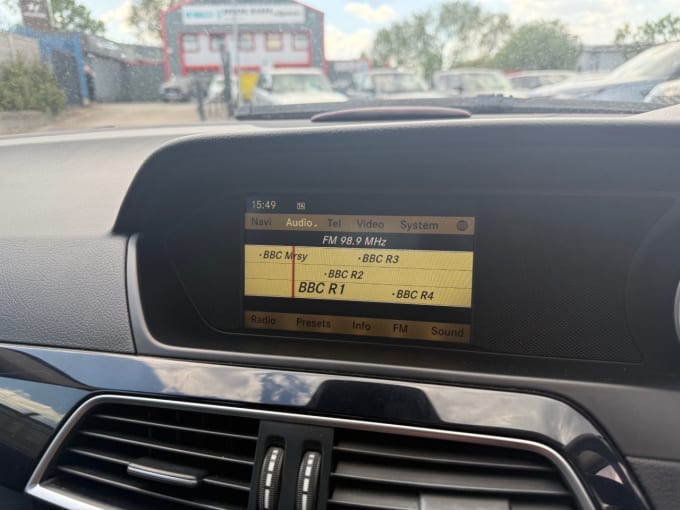 15:49 TA
Navi Audio Tel Video System
FM 98.9 MHz
BBC Mrsy BBC R3
BBC R2
BBC R1
BBC R4
Radio Presets Info FM Sound